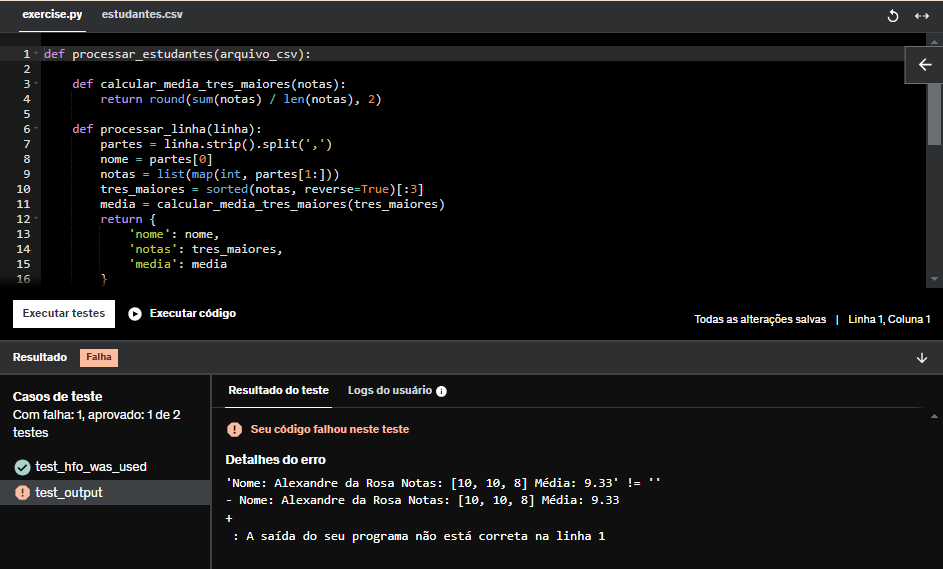 exercise.py estudantes.csv
1 def processar_estudantes(arquivo_csv):
2
3 def calcular_media_tres_maiores(notas):
4 return round(sum(notas) / len(notas), 2)
5
6 def processar_linha(linha):
7 partes = linha.strip().split(',')
8 nome = partes[0]
9 notas = list(map(int, partes[1:]))
10 tres_maiores = sorted(notas, reverse=True)[:3]
11 media = calcular_media_tres_maiores(tres_maiores)
12 return {
13 'nome': nome,
14 'notas': tres_maiores,
15 'media': media
16 }
Executar testes Executar código
Todas as alterações salvas | Linha 1, Coluna 1
Resultado Falha
Casos de teste
Com falha: 1, aprovado: 1 de 2
testes
test_hfo_was_used
test_output
Resultado do teste Logs do usuário
Seu código falhou neste teste
Detalhes do erro
'Nome: Alexandre da Rosa Notas: [10, 10, 8] Média: 9.33' != ''
- Nome: Alexandre da Rosa Notas: [10, 10, 8] Média: 9.33
+
: A saída do seu programa não está correta na linha 1